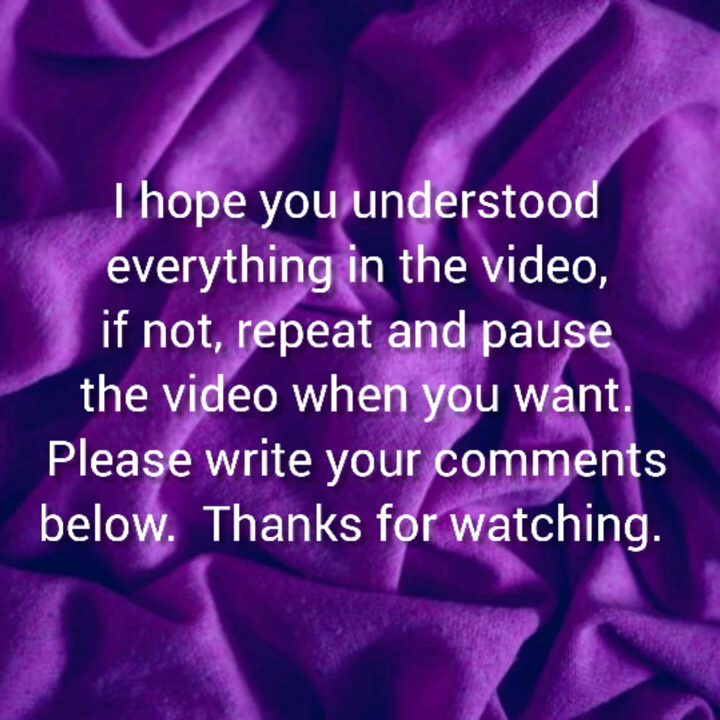 I hope you understood
everything in the video,
if not, repeat and pause
the video when you want.
Please write your comments
below.  Thanks for watching.